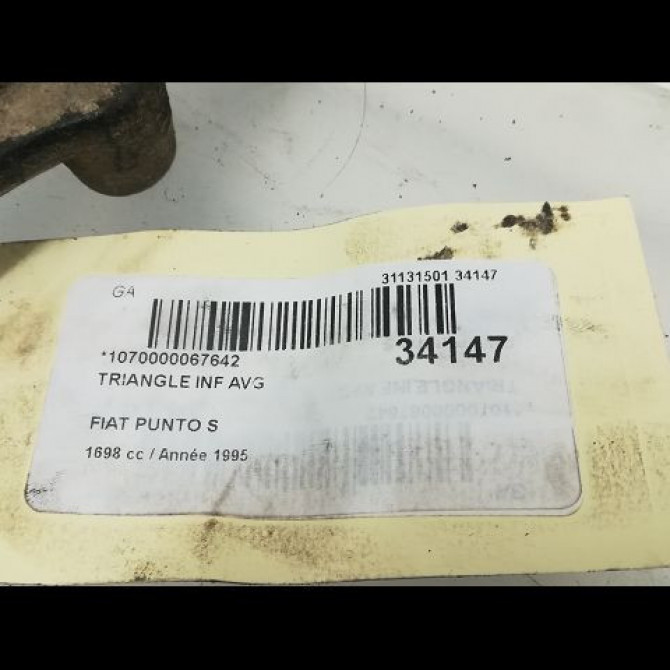 GA
31131501 34147
*1070000067642
34147
TRIANGLE INF AVG
FIAT PUNTO S
1698 cc / Année 1995